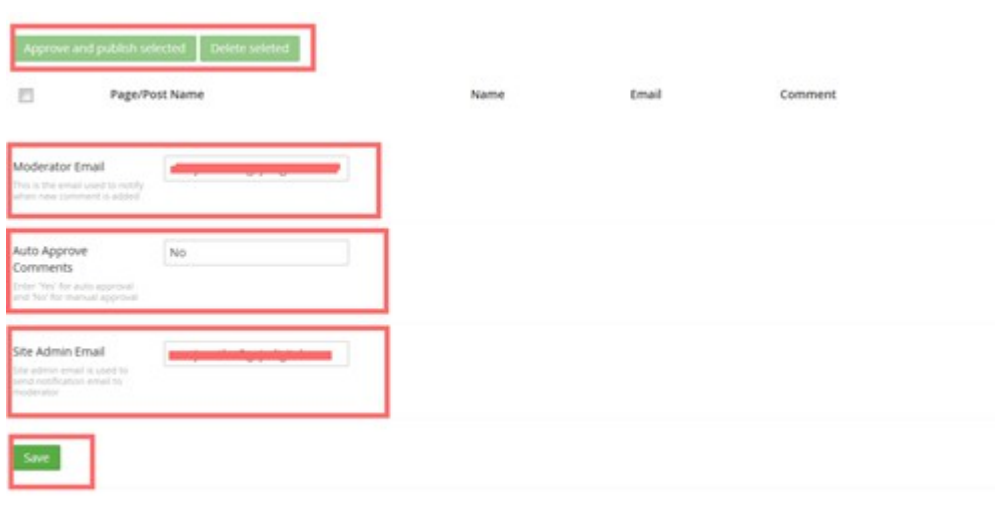 Approve and publish selected Delete seleted
Page/Post Name Name Email Comment
Moderator Email
This is the email used to notify
when new comment is added
Auto Approve
Comments
No
Enter 'Yes' for auto approval
and 'No' for manual approval
Site Admin Email
Site admin email is used to
send notification email to
moderator
Save